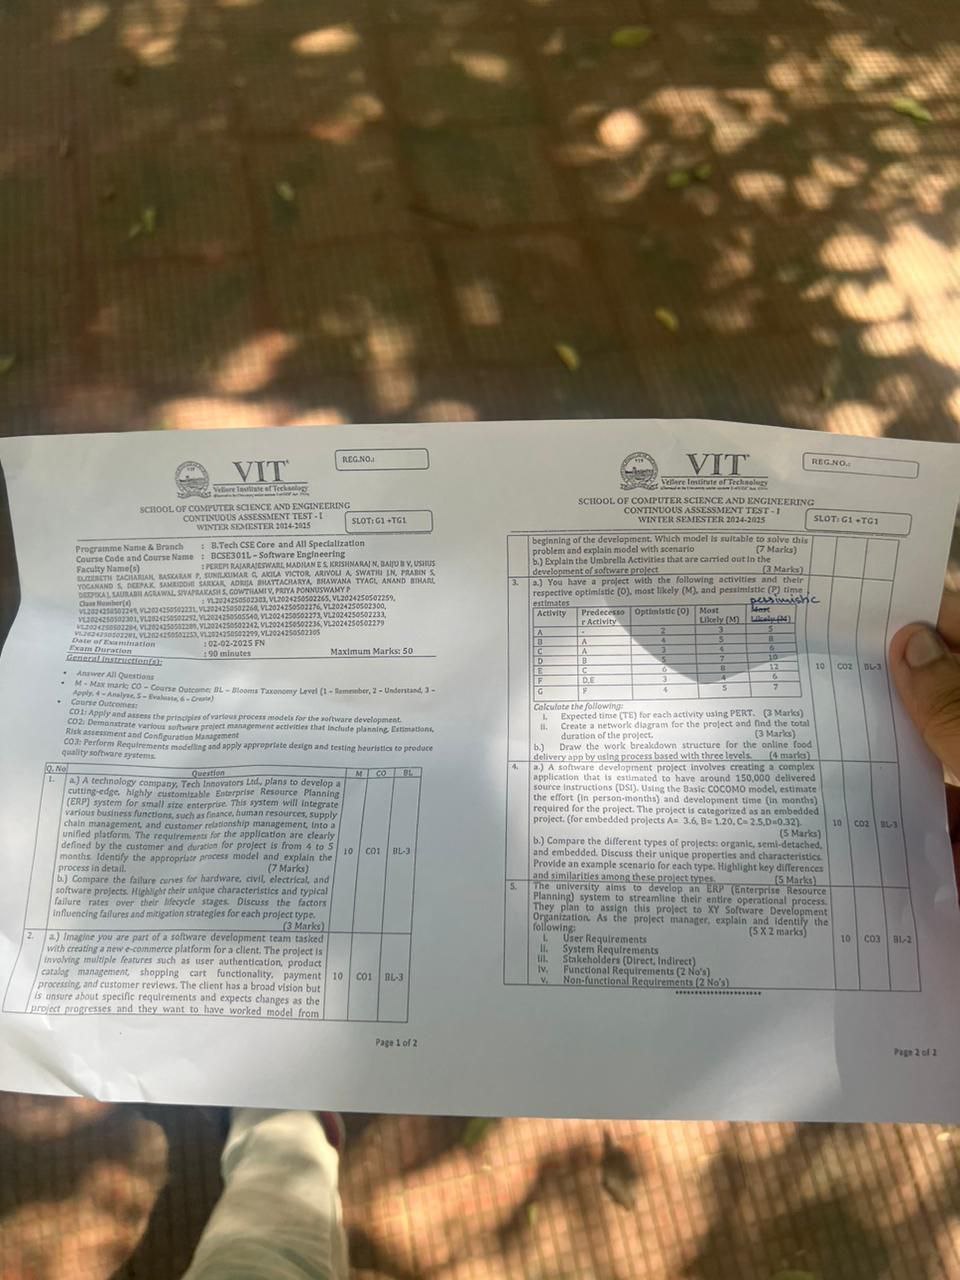 VIT
Vellore Institute of Technology
REG.NO.:
SCHOOL OF COMPUTER SCIENCE AND ENGINEERING
CONTINUOUS ASSESSMENT TEST - I
WINTER SEMESTER 2024-2025
SLOT: G1 +TG1
Programme Name & Branch : B.Tech CSE Core and All Specialization
Course Code and Course Name : BCSE301L – Software Engineering
Faculty Name(s) : PEREPI RAJARAJESWARI, MADHAN E S, KRISHNARAJ N, BAIJU B V, USHUS
ELIZEBETH ZACHARIAH, BASKARAN P, SUNILKUMAR G, AKILA VICTOR, ARIVOLI A, SWATHI J.N, PRABIN S,
YOGANAND S, DEEPAK, SAMRIDDHI SARKAR, ADRIJA BHATTACHARYA, BHAWANA TYAGI, ANAND BIHARI,
DEEPIKA J, SAURABH AGRAWAL, SIVAPRAKASH S, GOWTHAMI V, PRIYA PONNUSWAMY P
Class Number(s) : VL2024250502203, VL2024250502265, VL2024250502259,
VL2024250502249, VL2024250502231, VL2024250502268, VL2024250502276, VL2024250502300,
VL2024250502301, VL2024250502292, VL2024250505540, VL2024250502273, VL2024250502233,
VL2024250502284, VL2024250502289, VL2024250502242, VL2024250502236, VL2024250502279
VL2024250502281, VL2024250502253, VL2024250502299, VL2024250502305
Date of Examination : 02-02-2025 FN
Exam Duration : 90 minutes Maximum Marks: 50
General instruction(s):
• Answer All Questions
• M - Max mark; CO – Course Outcome; BL – Blooms Taxonomy Level (1 – Remember, 2 – Understand, 3 –
Apply, 4 – Analyse, 5 – Evaluate, 6 – Create)
• Course Outcomes:
CO1: Apply and assess the principles of various process models for the software development.
CO2: Demonstrate various software project management activities that include planning, Estimations,
Risk assessment and Configuration Management
CO3: Perform Requirements modelling and apply appropriate design and testing heuristics to produce
quality software systems.
Q. No Question M CO BL
1. a.) A technology company, Tech Innovators Ltd., plans to develop a
cutting-edge, highly customizable Enterprise Resource Planning
(ERP) system for small size enterprise. This system will integrate
various business functions, such as finance, human resources, supply
chain management, and customer relationship management, into a
unified platform. The requirements for the application are clearly
defined by the customer and duration for project is from 4 to 5
months. Identify the appropriate process model and explain the
process in detail. (7 Marks)
10 CO1 BL-3
b.) Compare the failure curves for hardware, civil, electrical, and
software projects. Highlight their unique characteristics and typical
failure rates over their lifecycle stages. Discuss the factors
influencing failures and mitigation strategies for each project type.
(3 Marks)
2. a.) Imagine you are part of a software development team tasked
with creating a new e-commerce platform for a client. The project is
involving multiple features such as user authentication, product
catalog management, shopping cart functionality, payment
processing, and customer reviews. The client has a broad vision but
is unsure about specific requirements and expects changes as the
project progresses and they want to have worked model from
10 CO1 BL-3
Page 1 of 2
VIT
Vellore Institute of Technology
REG.NO.:
SCHOOL OF COMPUTER SCIENCE AND ENGINEERING
CONTINUOUS ASSESSMENT TEST - I
WINTER SEMESTER 2024-2025
SLOT: G1 +TG1
beginning of the development. Which model is suitable to solve this
problem and explain model with scenario (7 Marks)
b.) Explain the Umbrella Activities that are carried out in the
development of software project (3 Marks)
3. a.) You have a project with the following activities and their
respective optimistic (O), most likely (M), and pessimistic (P) time
estimates
pessimistic
Activity Predecesso Optimistic (O) Most Most
r Activity Likely (M) Likely (M)
A - 2 3 5
B A 4 5 8
C A 3 4 6
D B 5 7 10
E C 6 8 12
F D,E 3 4 6
G F 4 5 7
10 CO2 BL-3
Calculate the following:
i. Expected time (TE) for each activity using PERT. (3 Marks)
ii. Create a network diagram for the project and find the total
duration of the project. (3 Marks)
b.) Draw the work breakdown structure for the online food
delivery app by using process based with three levels. (4 marks)
4. a.) A software development project involves creating a complex
application that is estimated to have around 150,000 delivered
source instructions (DSI). Using the Basic COCOMO model, estimate
the effort (in person-months) and development time (in months)
required for the project. The project is categorized as an embedded
project. (for embedded projects A= 3.6, B= 1.20, C= 2.5,D=0.32).
(5 Marks)
10 CO2 BL-3
b.) Compare the different types of projects: organic, semi-detached,
and embedded. Discuss their unique properties and characteristics.
Provide an example scenario for each type. Highlight key differences
and similarities among these project types. (5 Marks)
5. The university aims to develop an ERP (Enterprise Resource
Planning) system to streamline their entire operational process.
They plan to assign this project to XY Software Development
Organization. As the project manager, explain and identify the
following: (5 X 2 marks)
i. User Requirements
ii. System Requirements
iii. Stakeholders (Direct, Indirect)
iv. Functional Requirements (2 No's)
v. Non-functional Requirements (2 No's)
10 CO3 BL-2
********************
Page 2 of 2